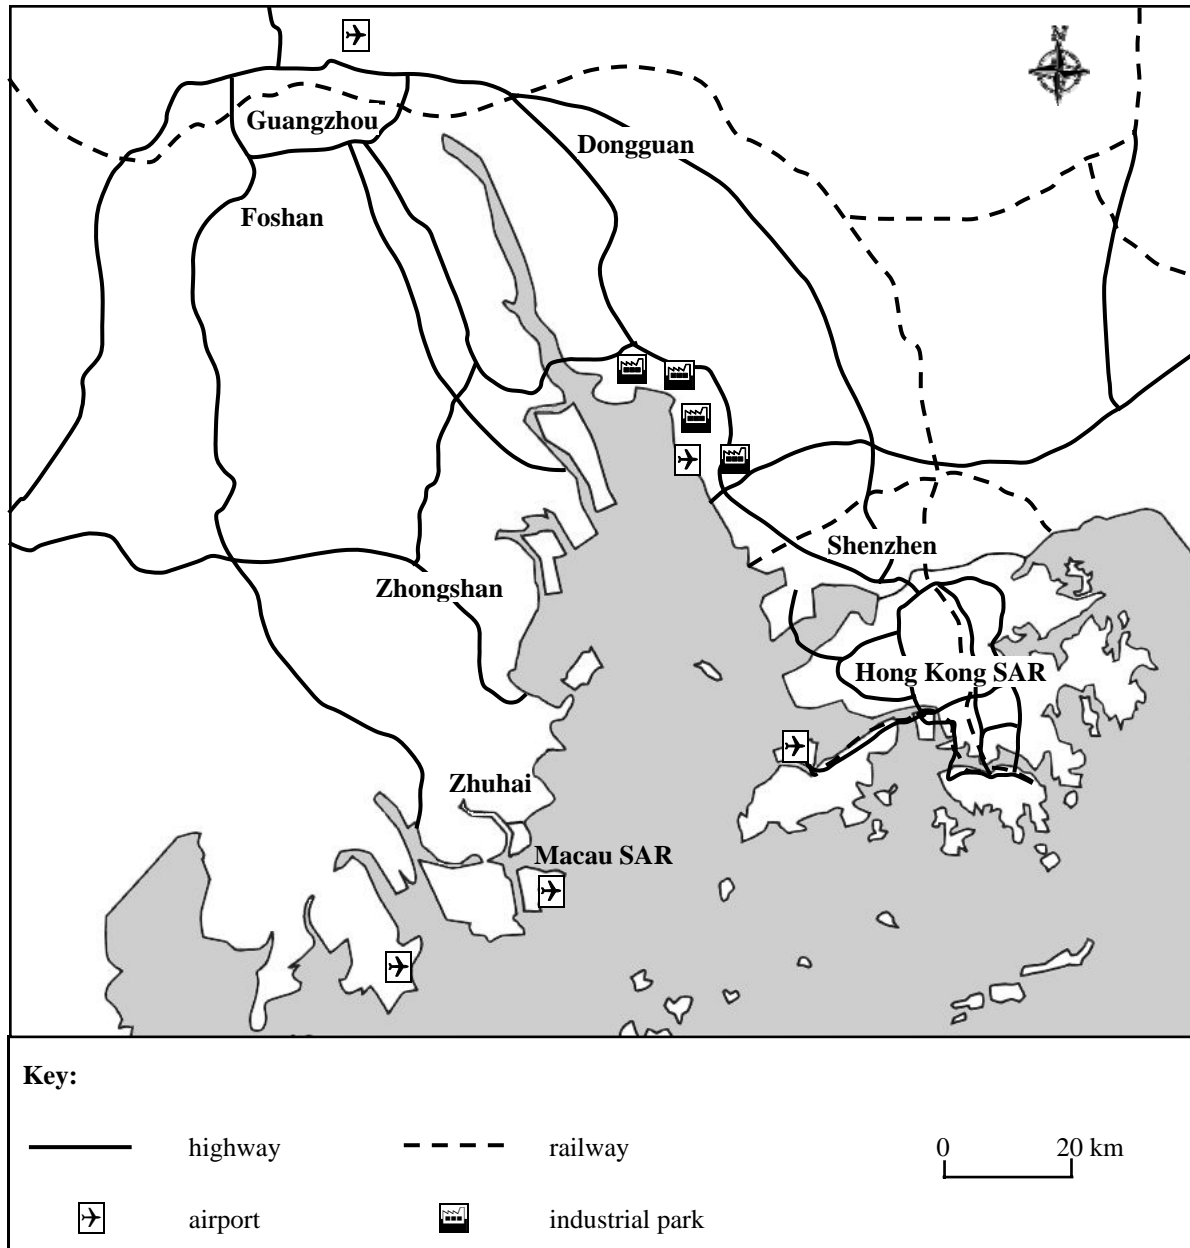 N
Guangzhou
Dongguan
Foshan
Shenzhen
Zhongshan
Hong Kong SAR
Zhuhai
Macau SAR
Key:
highway
railway
0 20 km
airport
industrial park